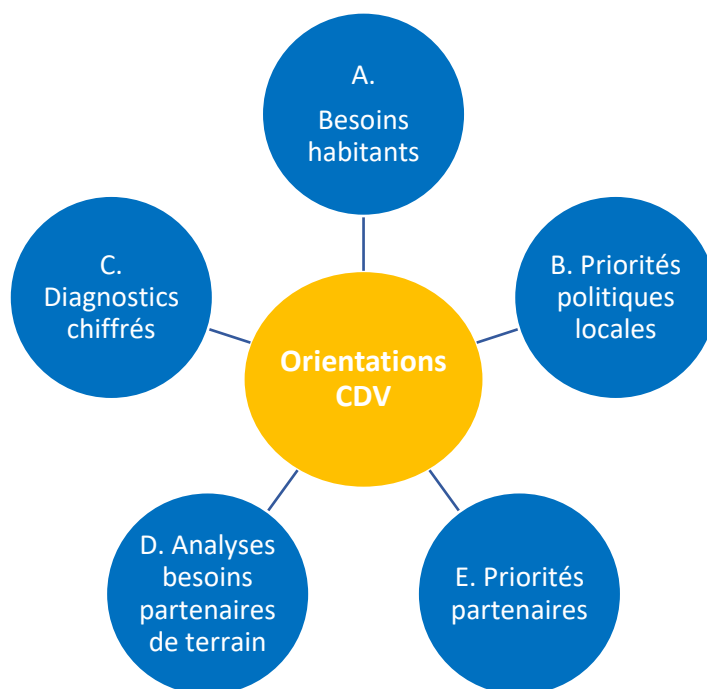 A.
Besoins
habitants
C.
Diagnostics
chiffrés
B. Priorités
politiques
locales
Orientations
CDV
D. Analyses
besoins
partenaires
de terrain
E. Priorités
partenaires